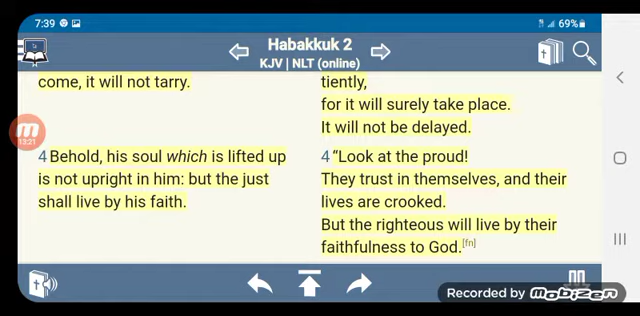 7:39
69%
Habakkuk 2
KJV | NLT (online)
come, it will not tarry.
4 Behold, his soul which is lifted up
is not upright in him: but the just
shall live by his faith.
tiently,
for it will surely take place.
It will not be delayed.
4 “Look at the proud!
They trust in themselves, and their
lives are crooked.
But the righteous will live by their
faithfulness to God.[fn]
13:21
Recorded by Mobizen